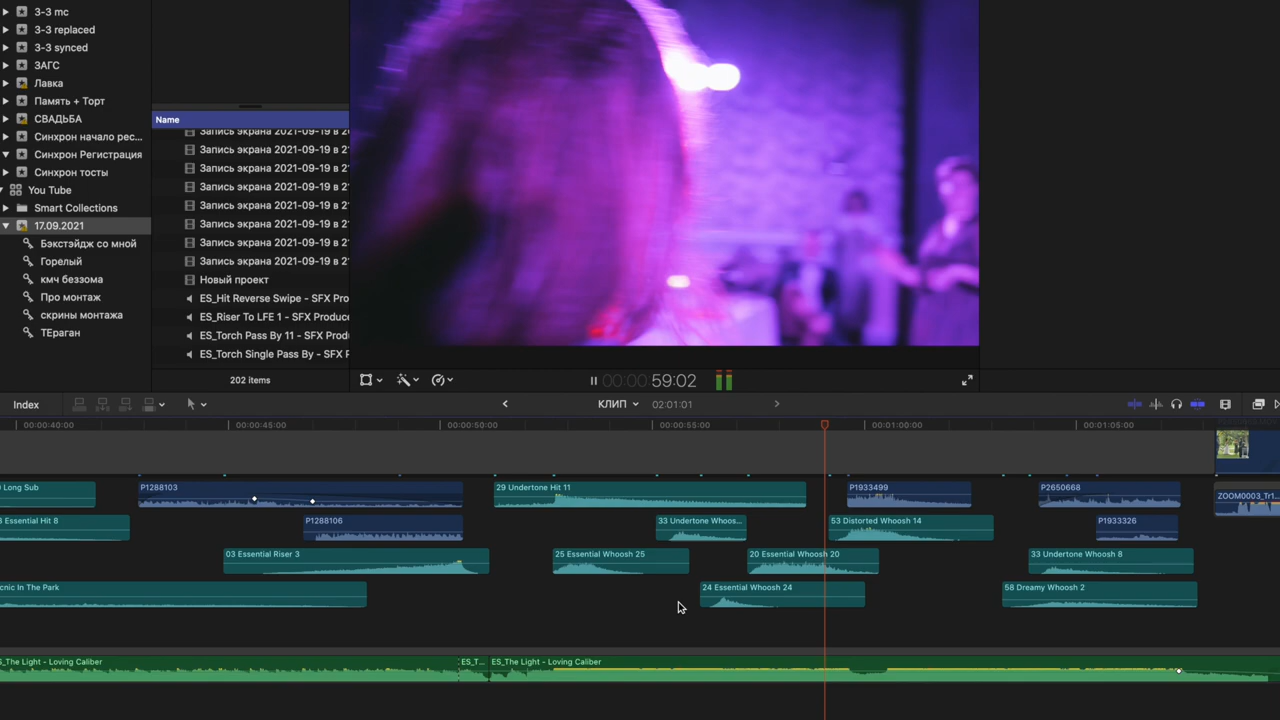 3-3 mc
3-3 replaced
3-3 synced
ЗАГС
Лавка
Память + Торт
СВАДЬБА
Синхрон начало рес...
Синхрон Регистрация
Синхрон тосты
You Tube
Smart Collections
17.09.2021
Бэкстэйдж со мной
Горелый
кмч беззома
Про монтаж
скрины монтажа
ТЕраган
Name
Запись экрана 2021-09-19 в 2
Запись экрана 2021-09-19 в 2
Запись экрана 2021-09-19 в 2
Запись экрана 2021-09-19 в 2
Запись экрана 2021-09-19 в 2
Запись экрана 2021-09-19 в 2
Запись экрана 2021-09-19 в 2
Запись экрана 2021-09-19 в 2
Новый проект
ES_Hit Reverse Swipe - SFX Pro
ES_Riser To LFE 1 - SFX Produce
ES_Torch Pass By 11 - SFX Prod
ES_Torch Single Pass By - SFX P
202 items
00:00:59:02
Index
КЛИП
02:01:01
00:00:40:00
00:00:45:00
00:00:50:00
00:00:55:00
00:01:00:00
00:01:05:00
Long Sub
P1288103
29 Undertone Hit 11
P1933499
P2650668
ZOOM0003_Tr1...
Essential Hit 8
P1288106
33 Undertone Whoos...
53 Distorted Whoosh 14
P1933326
03 Essential Riser 3
25 Essential Whoosh 25
20 Essential Whoosh 20
33 Undertone Whoosh 8
cnic In The Park
24 Essential Whoosh 24
58 Dreamy Whoosh 2
S_The Light - Loving Caliber
ES_T...
ES_The Light - Loving Caliber